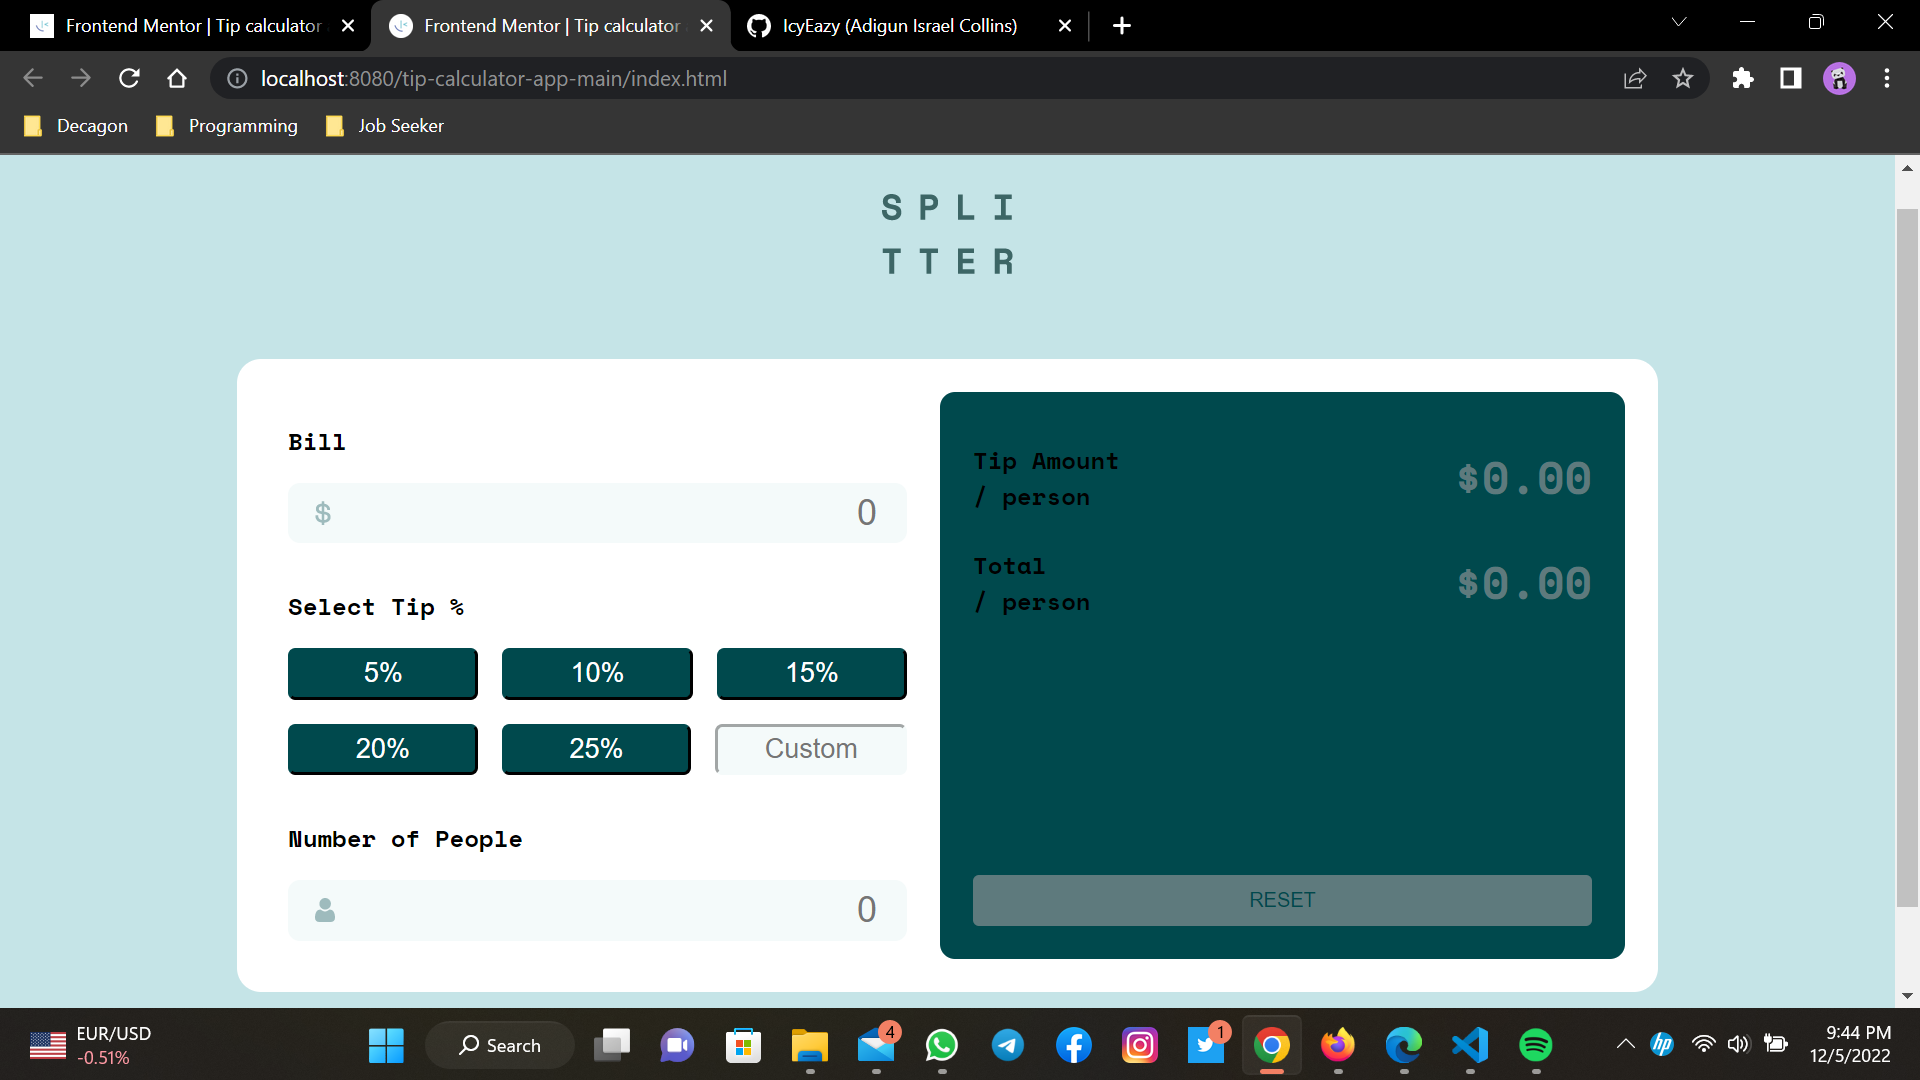 Frontend Mentor | Tip calculator
Frontend Mentor | Tip calculator
IcyEazy (Adigun Israel Collins)
localhost:8080/tip-calculator-app-main/index.html
Decagon
Programming
Job Seeker
SPLI
TTER
Bill
$
0
Select Tip %
5%
10%
15%
20%
25%
Custom
Number of People
0
Tip Amount
/ person
$0.00
Total
/ person
$0.00
RESET
EUR/USD
-0.51%
Search
4
1
hp
9:44 PM
12/5/2022